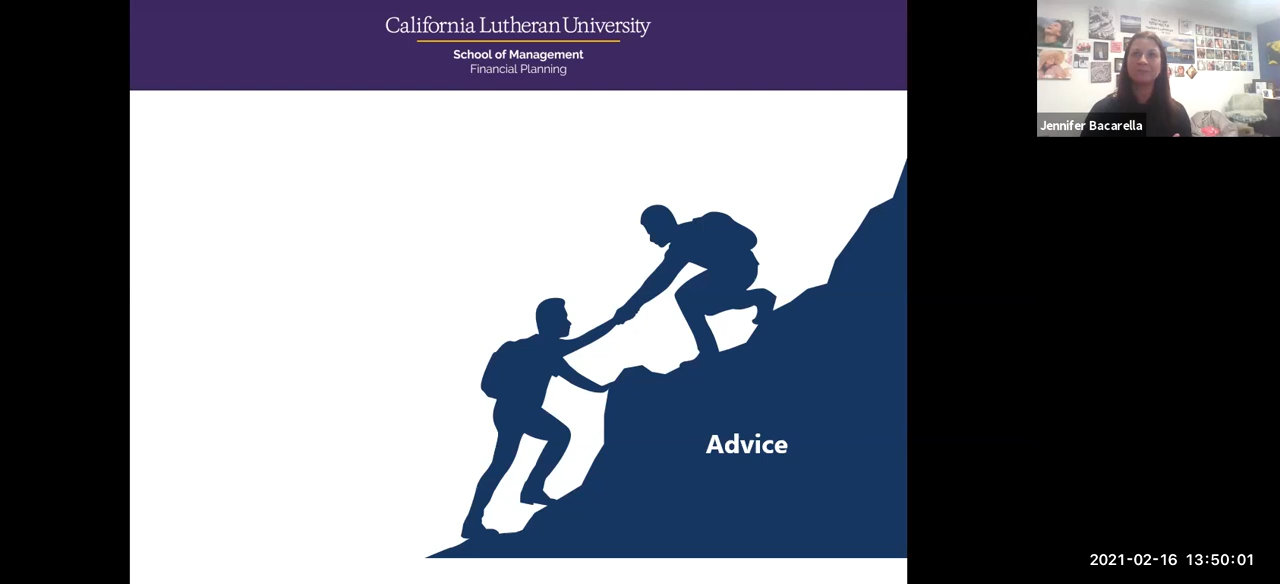 California Lutheran University
School of Management
Financial Planning
Jennifer Bacarella
Advice
2021-02-16 13:50:01